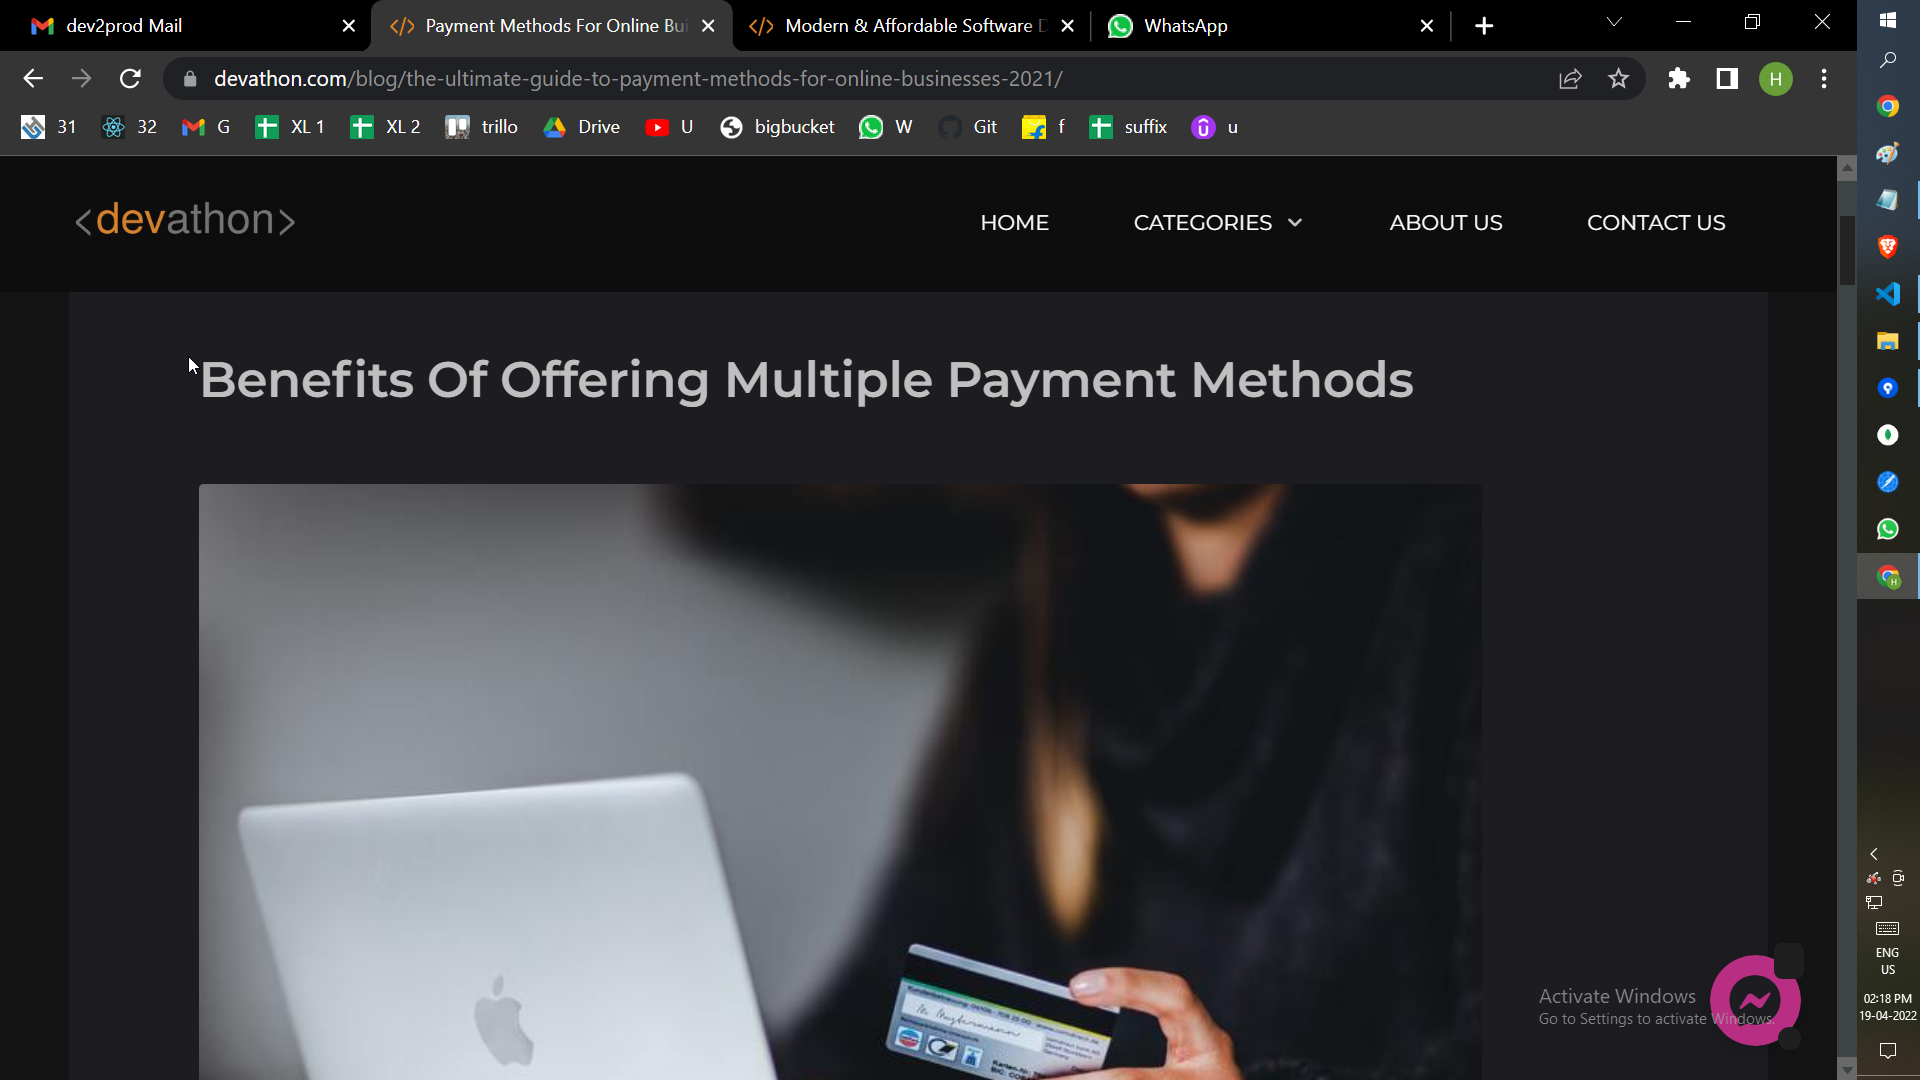 dev2prod Mail
Payment Methods For Online Bu
Modern & Affordable Software D
WhatsApp
devathon.com/blog/the-ultimate-guide-to-payment-methods-for-online-businesses-2021/
H
31
32
G
XL 1
XL 2
trillo
Drive
U
bigbucket
W
Git
f
suffix
u
<devathon>
HOME
CATEGORIES
ABOUT US
CONTACT US
Benefits Of Offering Multiple Payment Methods
Activate Windows
Go to Settings to activate Windows.
ENG
US
02:18 PM
19-04-2022